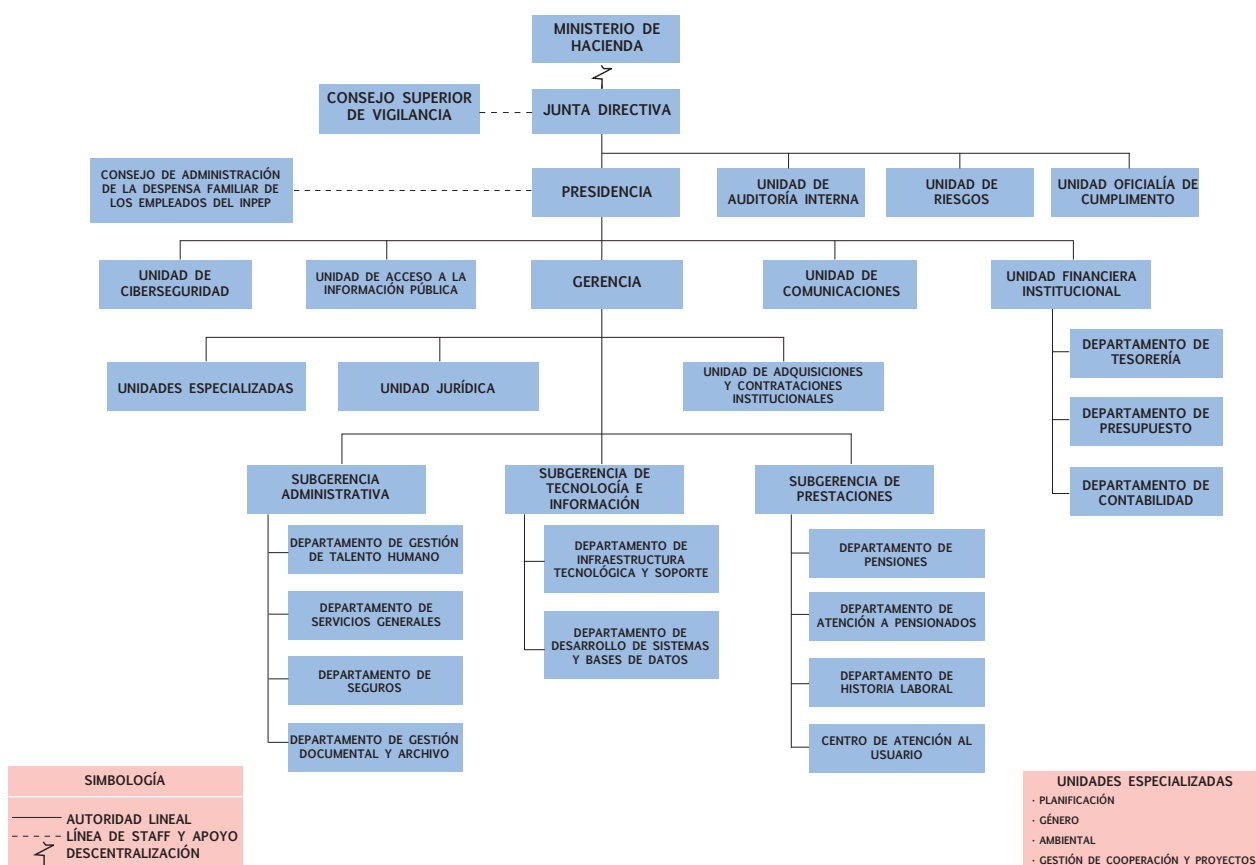 MINISTERIO DE
HACIENDA
CONSEJO SUPERIOR
DE VIGILANCIA
JUNTA DIRECTIVA
CONSEJO DE ADMINISTRACIÓN
DE LA DESPENSA FAMILIAR DE
LOS EMPLEADOS DEL INPEP
PRESIDENCIA
UNIDAD DE
AUDITORÍA INTERNA
UNIDAD DE
RIESGOS
UNIDAD OFICIALÍA DE
CUMPLIMENTO
UNIDAD DE
CIBERSEGURIDAD
UNIDAD DE ACCESO A LA
INFORMACIÓN PÚBLICA
GERENCIA
UNIDAD DE
COMUNICACIONES
UNIDAD FINANCIERA
INSTITUCIONAL
DEPARTAMENTO DE
TESORERÍA
DEPARTAMENTO DE
PRESUPUESTO
DEPARTAMENTO DE
CONTABILIDAD
UNIDADES ESPECIALIZADAS
UNIDAD JURÍDICA
UNIDAD DE ADQUISICIONES
Y CONTRATACIONES
INSTITUCIONALES
SUBGERENCIA
ADMINISTRATIVA
DEPARTAMENTO DE GESTIÓN
DE TALENTO HUMANO
DEPARTAMENTO DE
SERVICIOS GENERALES
DEPARTAMENTO DE
SEGUROS
DEPARTAMENTO DE GESTIÓN
DOCUMENTAL Y ARCHIVO
SUBGERENCIA DE
TECNOLOGÍA E
INFORMACIÓN
DEPARTAMENTO DE
INFRAESTRUCTURA
TECNOLÓGICA Y SOPORTE
DEPARTAMENTO DE
DESARROLLO DE SISTEMAS
Y BASES DE DATOS
SUBGERENCIA DE
PRESTACIONES
DEPARTAMENTO DE
PENSIONES
DEPARTAMENTO DE
ATENCIÓN A PENSIONADOS
DEPARTAMENTO DE
HISTORIA LABORAL
CENTRO DE ATENCIÓN AL
USUARIO
SIMBOLOGÍA
AUTORIDAD LINEAL
LÍNEA DE STAFF Y APOYO
DESCENTRALIZACIÓN
UNIDADES ESPECIALIZADAS
· PLANIFICACIÓN
· GÉNERO
· AMBIENTAL
· GESTIÓN DE COOPERACIÓN Y PROYECTOS